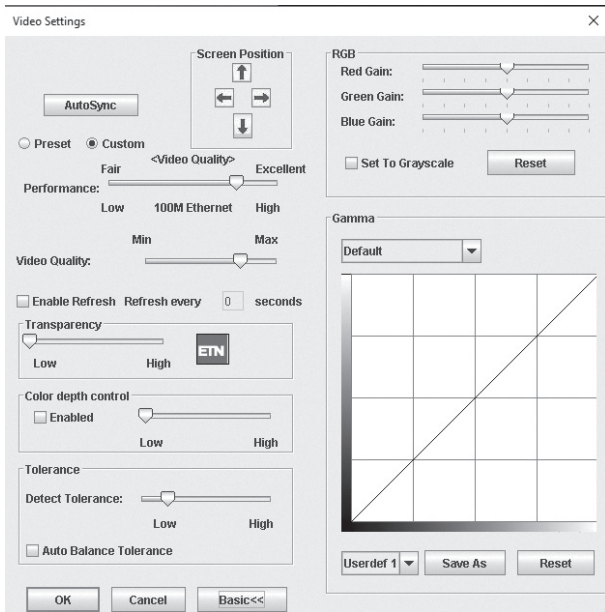 Video Settings
Screen Position
AutoSync
Preset
Custom
<Video Quality>
Fair
Excellent
Performance:
Low
100M Ethernet
High
Min
Max
Video Quality:
Enable Refresh
Refresh every
0
seconds
Transparency
Low
High
ETN
Color depth control
Enabled
Low
High
Tolerance
Detect Tolerance:
Low
High
Auto Balance Tolerance
OK
Cancel
Basic<<
RGB
Red Gain:
Green Gain:
Blue Gain:
Set To Grayscale
Reset
Gamma
Default
Userdef 1
Save As
Reset